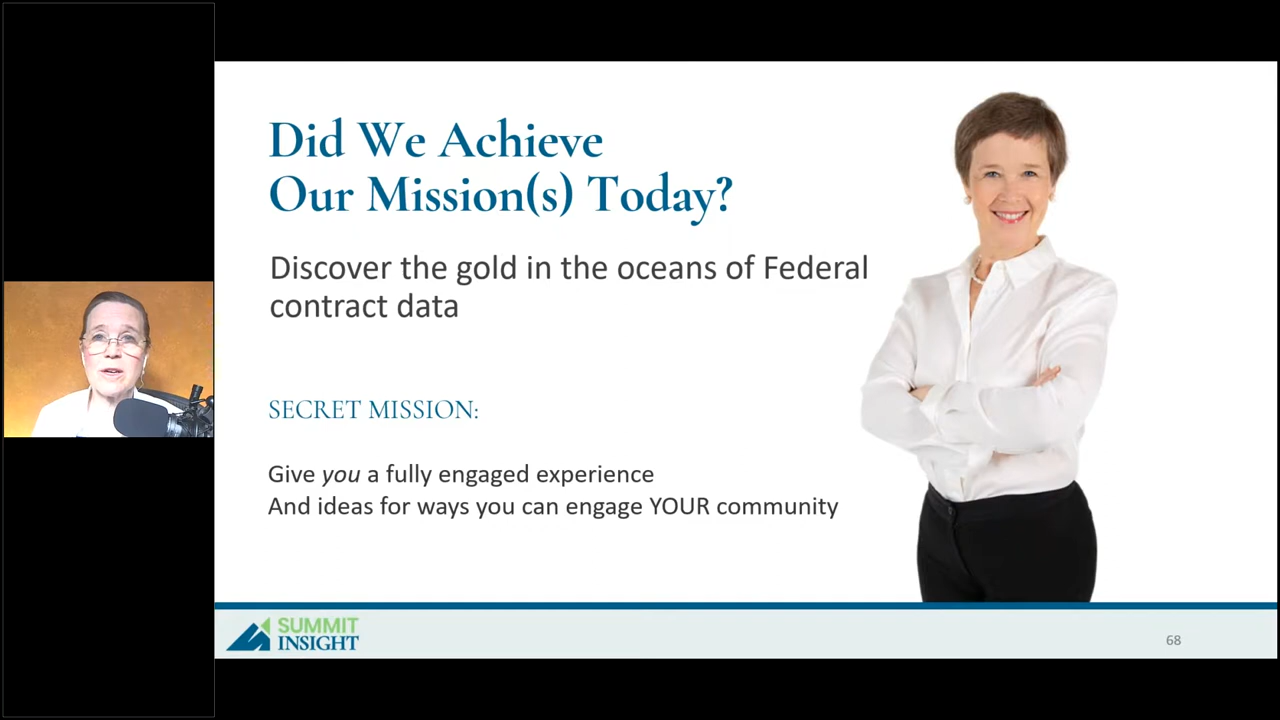 Did We Achieve
Our Mission(s) Today?
Discover the gold in the oceans of Federal
contract data
SECRET MISSION:
Give you a fully engaged experience
And ideas for ways you can engage YOUR community
SUMMIT
INSIGHT
68